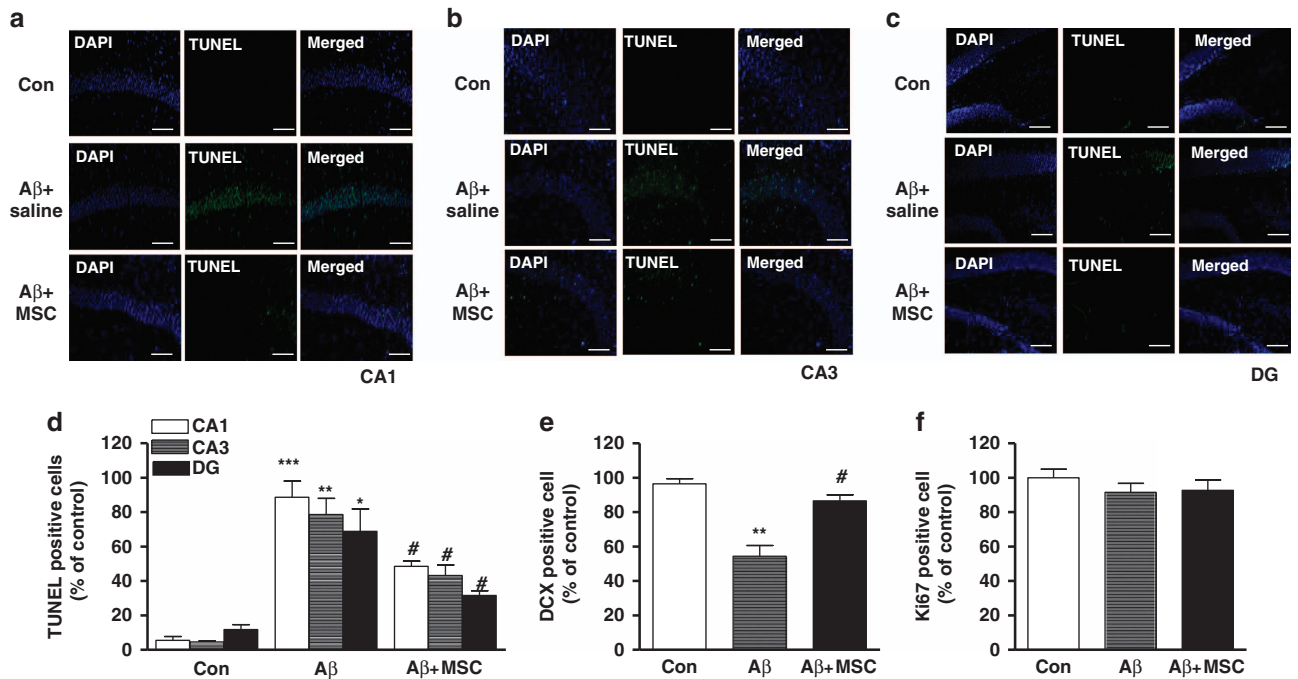 a
DAPI TUNEL Merged
Con
DAPI TUNEL Merged
Aβ+
saline
DAPI TUNEL Merged
Aβ+
MSC
CA1
b
DAPI TUNEL Merged
Con
DAPI TUNEL Merged
Aβ+
saline
DAPI TUNEL Merged
Aβ+
MSC
CA3
c
DAPI TUNEL Merged
Con
DAPI TUNEL Merged
Aβ+
saline
DAPI TUNEL Merged
Aβ+
MSC
DG
d
CA1
CA3
DG
TUNEL positive cells
(% of control)
120
100
80
60
40
20
0
*** ** *
# # #
Con Aβ Aβ+MSC
e
DCX positive cell
(% of control)
120
100
80
60
40
20
0
**
#
Con Aβ Aβ+MSC
f
Ki67 positive cell
(% of control)
120
100
80
60
40
20
0
Con Aβ Aβ+MSC